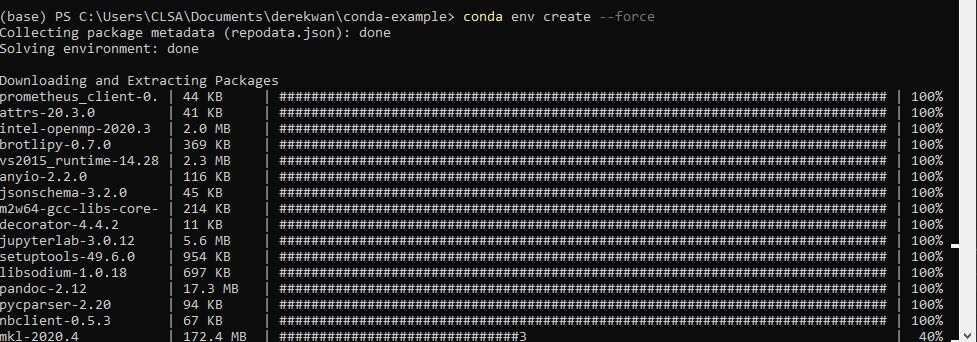 (base) PS C:\Users\CLSA\Documents\derekwan\conda-example> conda env create --force
Collecting package metadata (repodata.json): done
Solving environment: done
Downloading and Extracting Packages
prometheus_client-0. | 44 KB | ############################################################################ | 100%
attrs-20.3.0 | 41 KB | ############################################################################ | 100%
intel-openmp-2020.3 | 2.0 MB | ############################################################################ | 100%
brotlipy-0.7.0 | 369 KB | ############################################################################ | 100%
vs2015_runtime-14.28 | 2.3 MB | ############################################################################ | 100%
anyio-2.2.0 | 116 KB | ############################################################################ | 100%
jsonschema-3.2.0 | 45 KB | ############################################################################ | 100%
m2w64-gcc-libs-core- | 214 KB | ############################################################################ | 100%
decorator-4.4.2 | 11 KB | ############################################################################ | 100%
jupyterlab-3.0.12 | 5.6 MB | ############################################################################ | 100%
setuptools-49.6.0 | 954 KB | ############################################################################ | 100%
libsodium-1.0.18 | 697 KB | ############################################################################ | 100%
pandoc-2.12 | 17.3 MB | ############################################################################ | 100%
pycparser-2.20 | 94 KB | ############################################################################ | 100%
nbclient-0.5.3 | 67 KB | ############################################################################ | 100%
mkl-2020.4 | 172.4 MB | ##############################3 | 40%